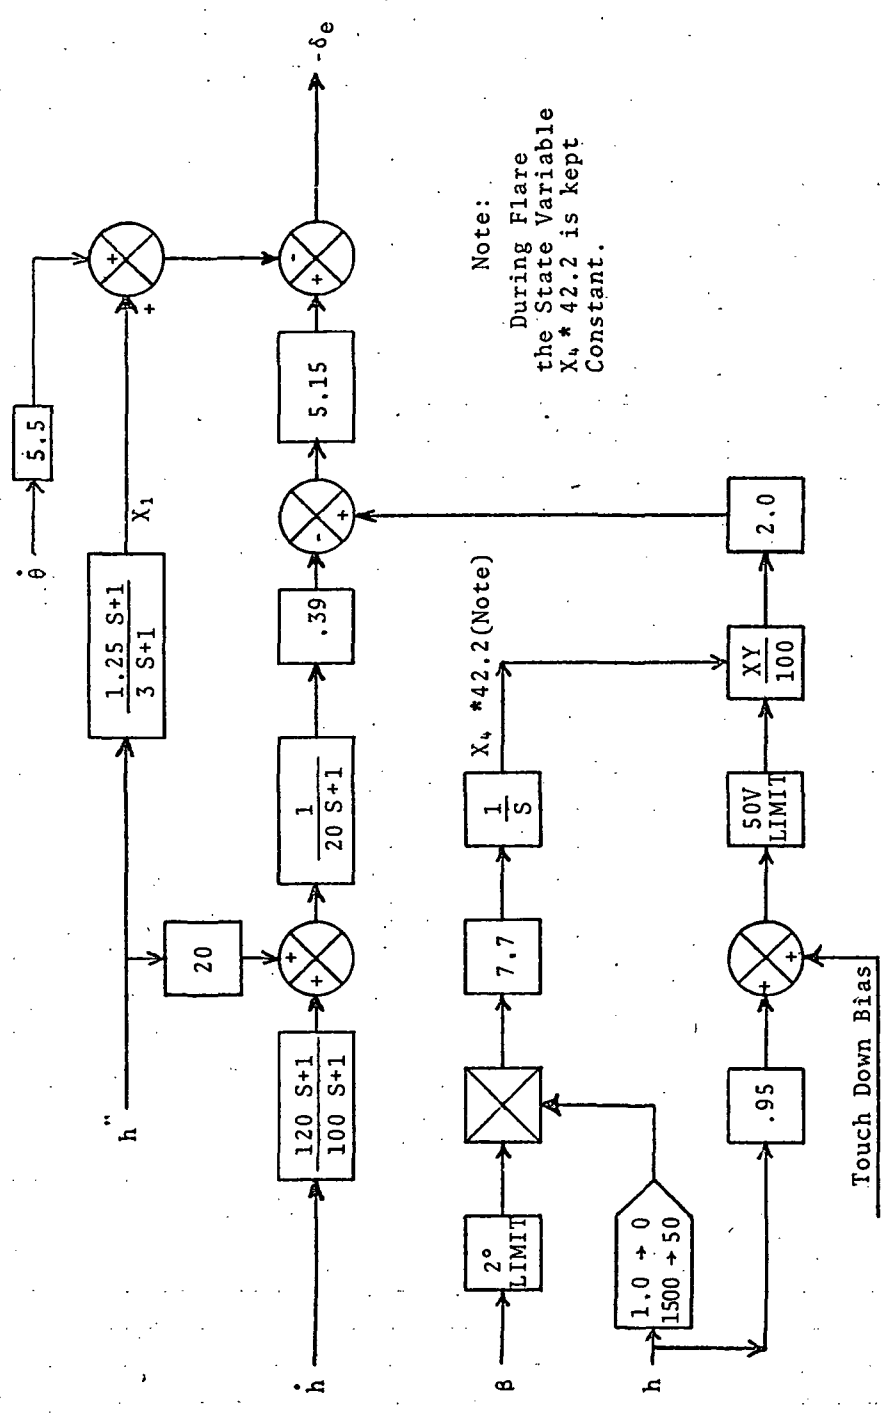 θ̇
5.5
ḧ
1.25 S+1
3 S+1
X₁
+
+
20
ḣ
120 S+1
100 S+1
+
+
1
20 S+1
.39
-
+
5.15
+
-
-δe
β
2°
LIMIT
7.7
1
S
X₄ *42.2(Note)
h
1.0 → 0
1500 → 50
.95
+
+
50V
LIMIT
XY
100
2.0
Touch Down Bias
Note:
During Flare
the State Variable
X₄ * 42.2 is kept
Constant.